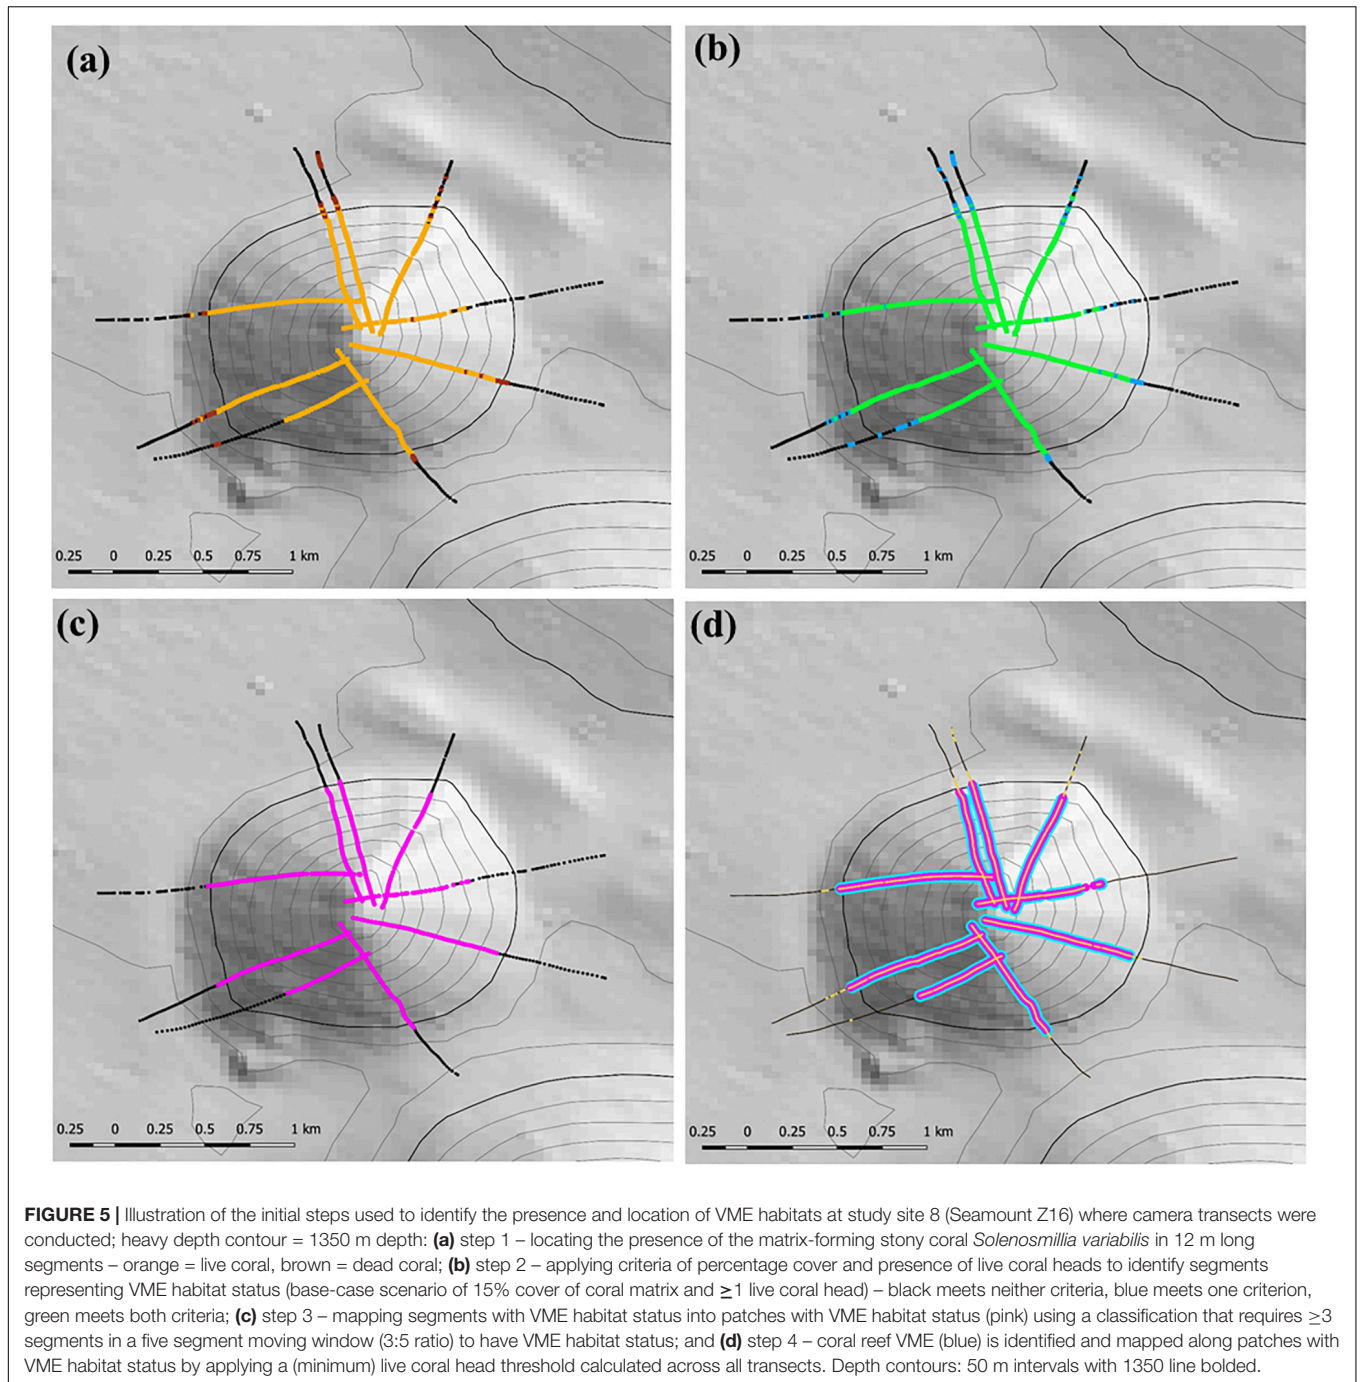 (a)
(b)
0.25 0 0.25 0.5 0.75 1 km
0.25 0 0.25 0.5 0.75 1 km
(c)
(d)
0.25 0 0.25 0.5 0.75 1 km
0.25 0 0.25 0.5 0.75 1 km
FIGURE 5 | Illustration of the initial steps used to identify the presence and location of VME habitats at study site 8 (Seamount Z16) where camera transects were
conducted; heavy depth contour = 1350 m depth: (a) step 1 – locating the presence of the matrix-forming stony coral Solenosmillia variabilis in 12 m long
segments – orange = live coral, brown = dead coral; (b) step 2 – applying criteria of percentage cover and presence of live coral heads to identify segments
representing VME habitat status (base-case scenario of 15% cover of coral matrix and ≥1 live coral head) – black meets neither criteria, blue meets one criterion,
green meets both criteria; (c) step 3 – mapping segments with VME habitat status into patches with VME habitat status (pink) using a classification that requires ≥3
segments in a five segment moving window (3:5 ratio) to have VME habitat status; and (d) step 4 – coral reef VME (blue) is identified and mapped along patches with
VME habitat status by applying a (minimum) live coral head threshold calculated across all transects. Depth contours: 50 m intervals with 1350 line bolded.